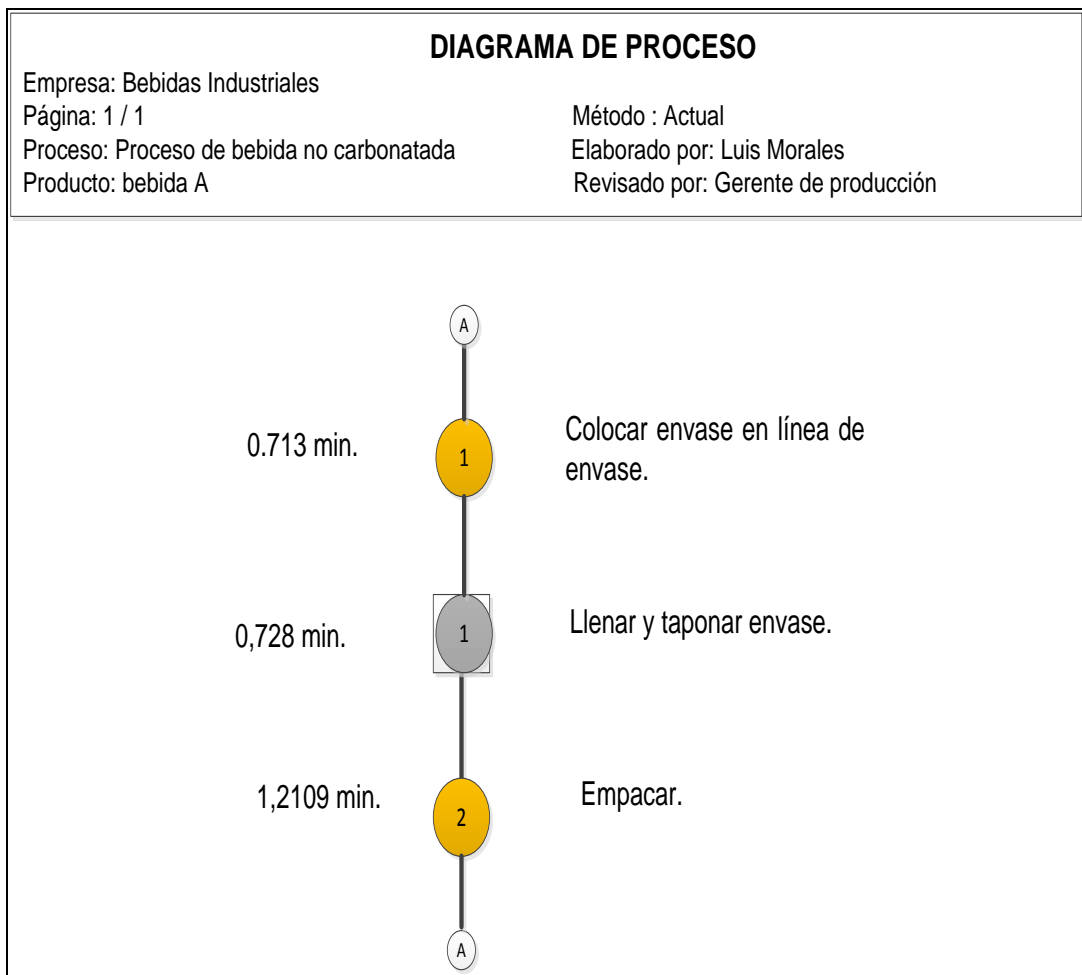 DIAGRAMA DE PROCESO
Empresa: Bebidas Industriales
Página: 1 / 1
Método : Actual
Proceso: Proceso de bebida no carbonatada
Elaborado por: Luis Morales
Producto: bebida A
Revisado por: Gerente de producción
A
0.713 min.
1
Colocar envase en línea de
envase.
0,728 min.
1
Llenar y taponar envase.
1,2109 min.
2
Empacar.
A